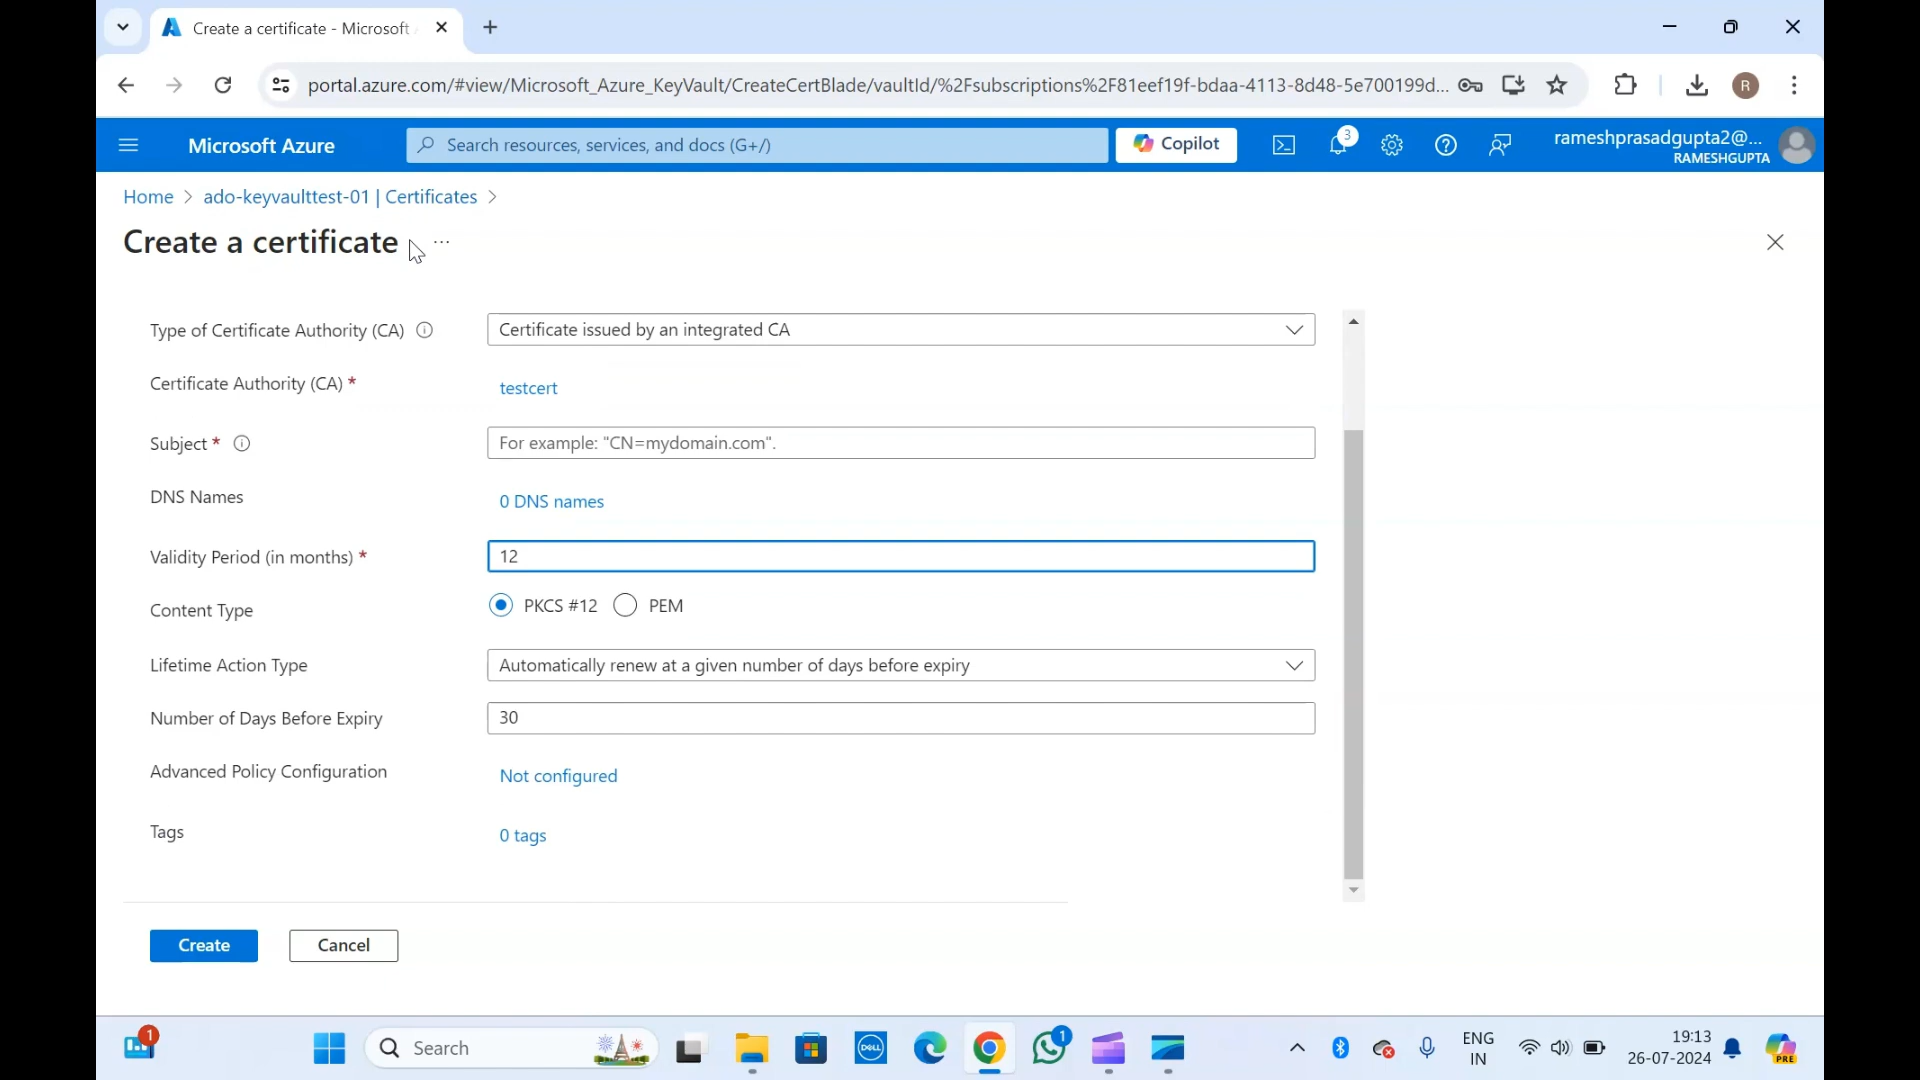 Create a certificate - Microsoft
portal.azure.com/#view/Microsoft_Azure_KeyVault/CreateCertBlade/vaultId/%2Fsubscriptions%2F81eef19f-bdaa-4113-8d48-5e700199d...
R
Microsoft Azure
Search resources, services, and docs (G+/)
Copilot
3
rameshprasadgupta2@...
RAMESHGUPTA
Home > ado-keyvaulttest-01 | Certificates >
Create a certificate ...
Type of Certificate Authority (CA)
Certificate issued by an integrated CA
Certificate Authority (CA) *
testcert
Subject *
For example: "CN=mydomain.com".
DNS Names
0 DNS names
Validity Period (in months) *
12
Content Type
PKCS #12
PEM
Lifetime Action Type
Automatically renew at a given number of days before expiry
Number of Days Before Expiry
30
Advanced Policy Configuration
Not configured
Tags
0 tags
Create
Cancel
1
Search
DELL
1
ENG
IN
19:13
26-07-2024
PRE